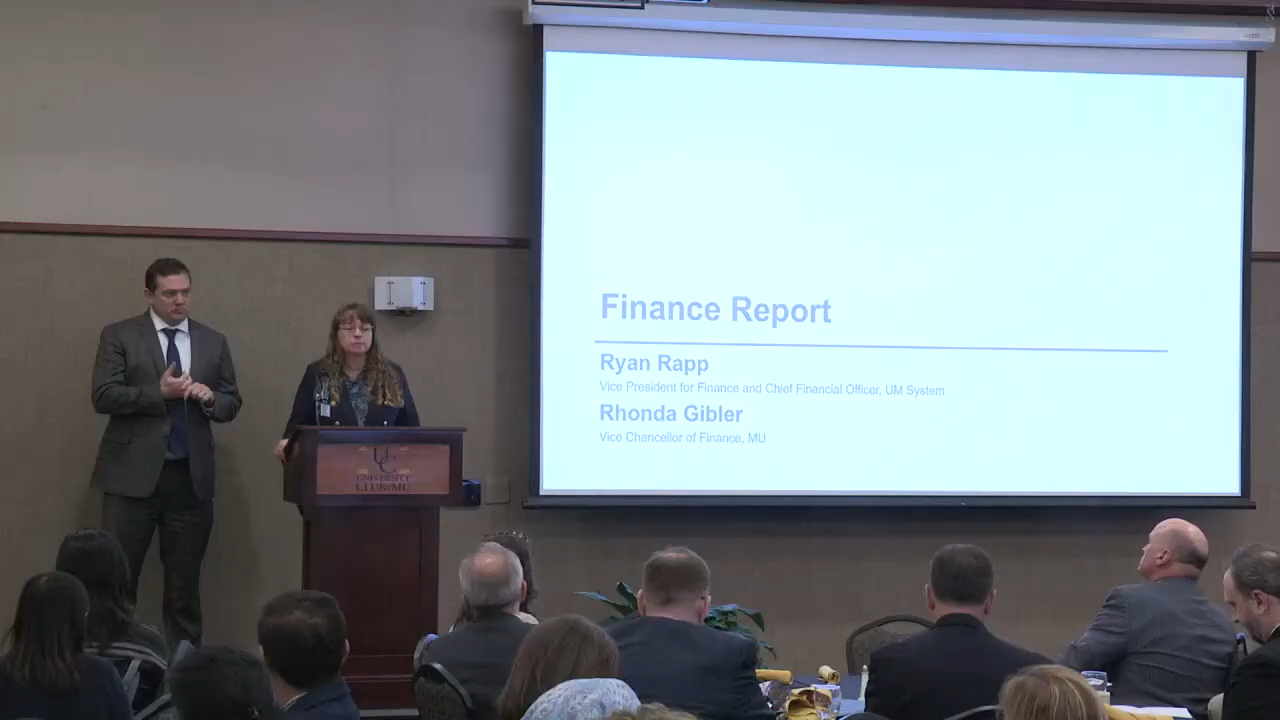 Finance Report
Ryan Rapp
Vice President for Finance and Chief Financial Officer, UM System
Rhonda Gibler
Vice Chancellor of Finance, MU
UC
UNIVERSITY
CLUB of MU